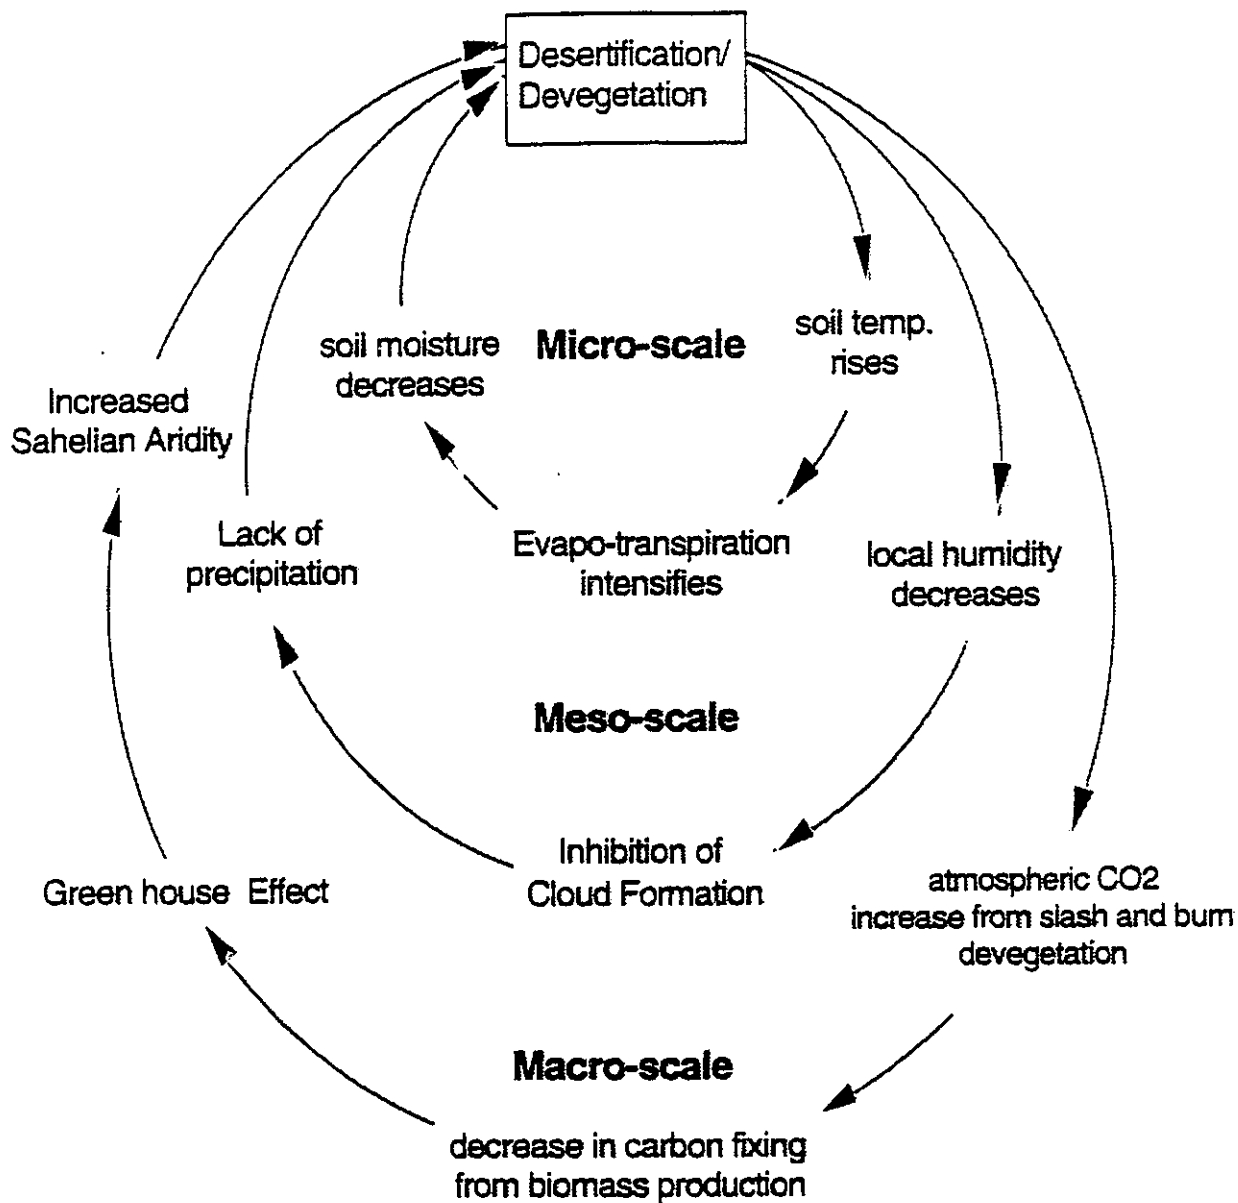 Desertification/
Devegetation
soil moisture
decreases
Micro-scale
soil temp.
rises
Increased
Sahelian Aridity
Lack of
precipitation
Evapo-transpiration
intensifies
local humidity
decreases
Meso-scale
Inhibition of
Cloud Formation
Green house Effect
atmospheric CO2
increase from slash and burn
devegetation
Macro-scale
decrease in carbon fixing
from biomass production